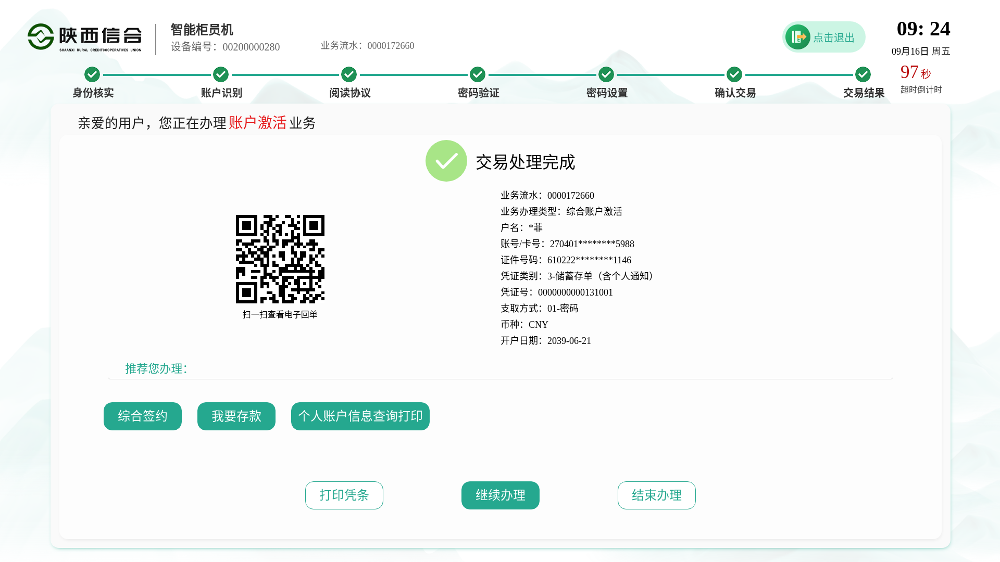 陕西信合
SHAANXI RURAL CREDITCOOPERATIVES UNION
智能柜员机
设备编号：00200000280
业务流水：0000172660
点击退出
09: 24
09月16日 周五
97 秒
超时倒计时
身份核实
账户识别
阅读协议
密码验证
密码设置
确认交易
交易结果
亲爱的用户，您正在办理 账户激活 业务
交易处理完成
业务流水：0000172660
业务办理类型：综合账户激活
户名：*菲
账号/卡号：270401********5988
证件号码：610222********1146
凭证类别：3-储蓄存单（含个人通知）
凭证号：0000000000131001
支取方式：01-密码
币种：CNY
开户日期：2039-06-21
扫一扫查看电子回单
推荐您办理：
综合签约
我要存款
个人账户信息查询打印
打印凭条
继续办理
结束办理